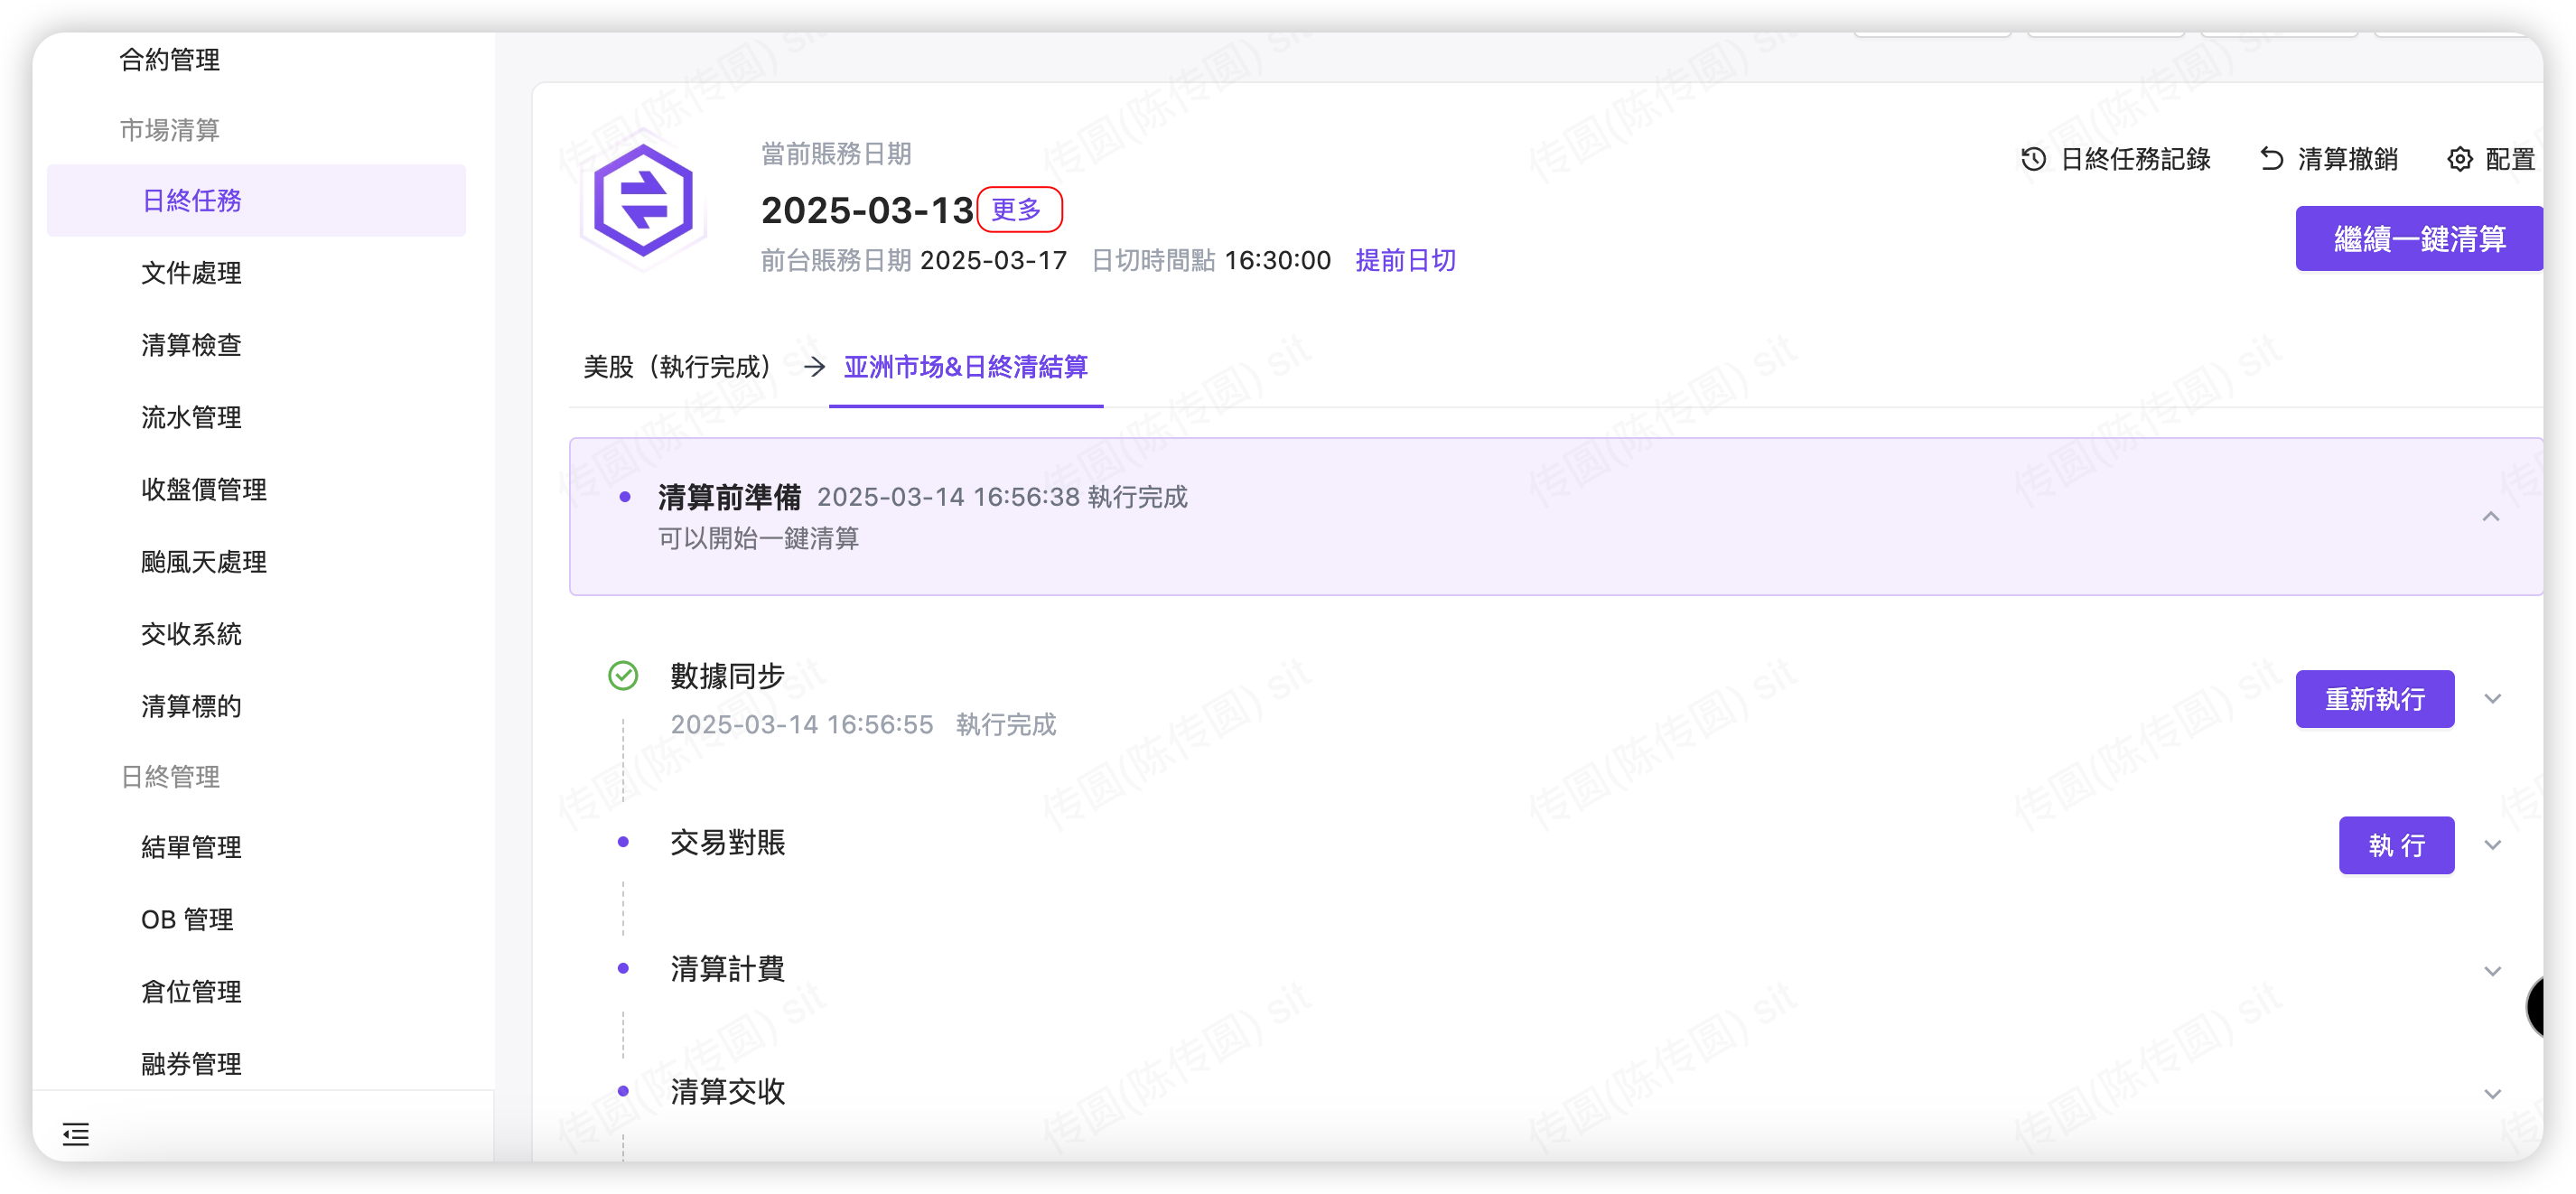 合約管理
市場清算
日終任務
文件處理
清算檢查
流水管理
收盤價管理
颱風天處理
交收系統
清算標的
日終管理
結單管理
OB 管理
倉位管理
融券管理
當前賬務日期
2025-03-13 更多
前台賬務日期 2025-03-17 日切時間點 16:30:00 提前日切
日終任務記錄 清算撤銷 配置
繼續一鍵清算
美股（執行完成） → 亚洲市场&日終清結算
清算前準備 2025-03-14 16:56:38 執行完成
可以開始一鍵清算
數據同步
2025-03-14 16:56:55 執行完成
重新執行
交易對賬
執 行
清算計費
清算交收
传圆(陈传圆) sit